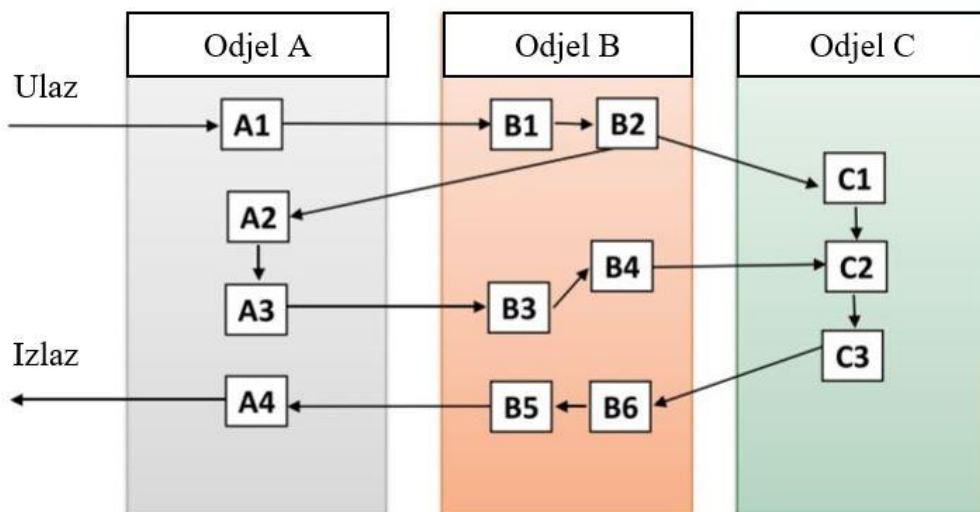 Odjel A
Odjel B
Odjel C
Ulaz
A1
B1
B2
C1
A2
B4
C2
A3
B3
Izlaz
C3
A4
B5
B6